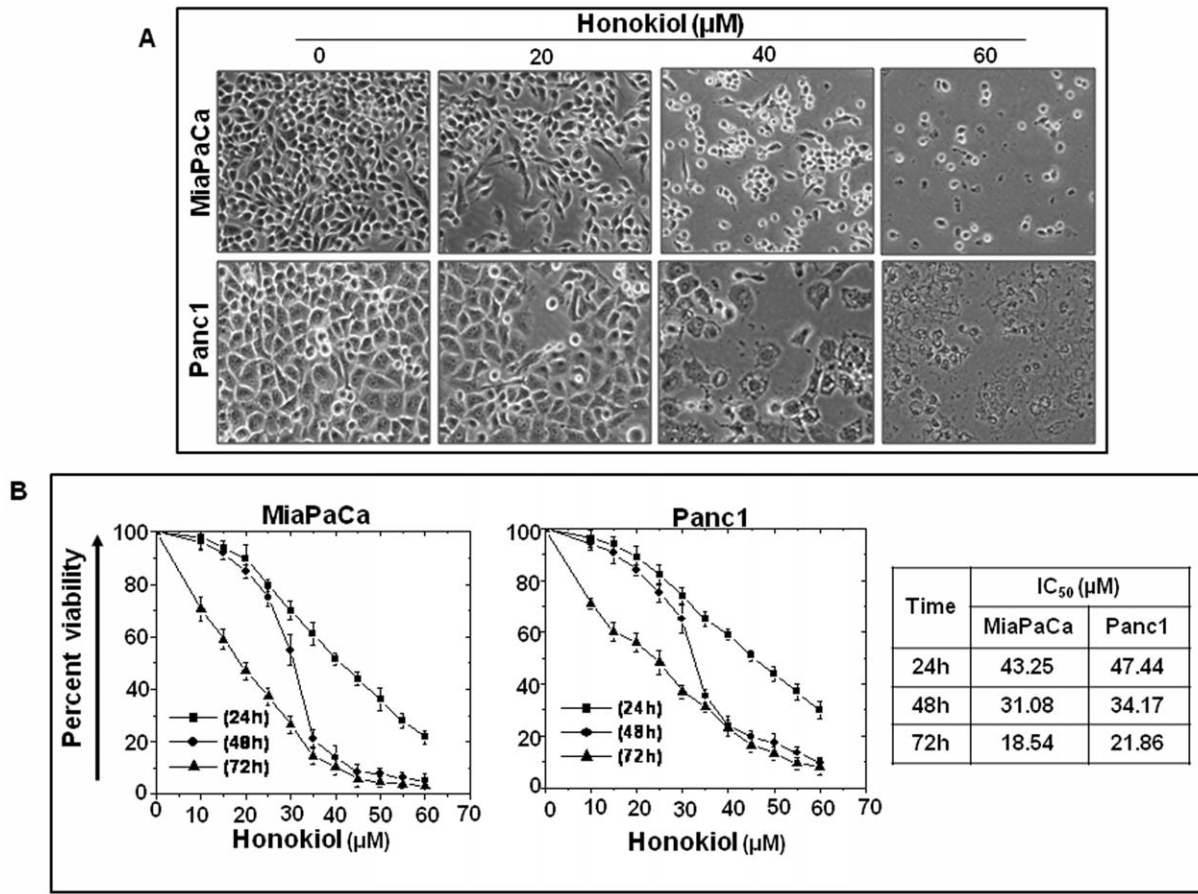 A
Honokiol (µM)
0 20 40 60
MiaPaCa
Panc1
B
MiaPaCa
Percent viability
100
80
60
40
20
0
(24h)
(48h)
(72h)
0 10 20 30 40 50 60 70
Honokiol (µM)
Panc1
100
80
60
40
20
0
(24h)
(48h)
(72h)
0 10 20 30 40 50 60 70
Honokiol (µM)
Time IC50 (µM)
MiaPaCa Panc1
24h 43.25 47.44
48h 31.08 34.17
72h 18.54 21.86